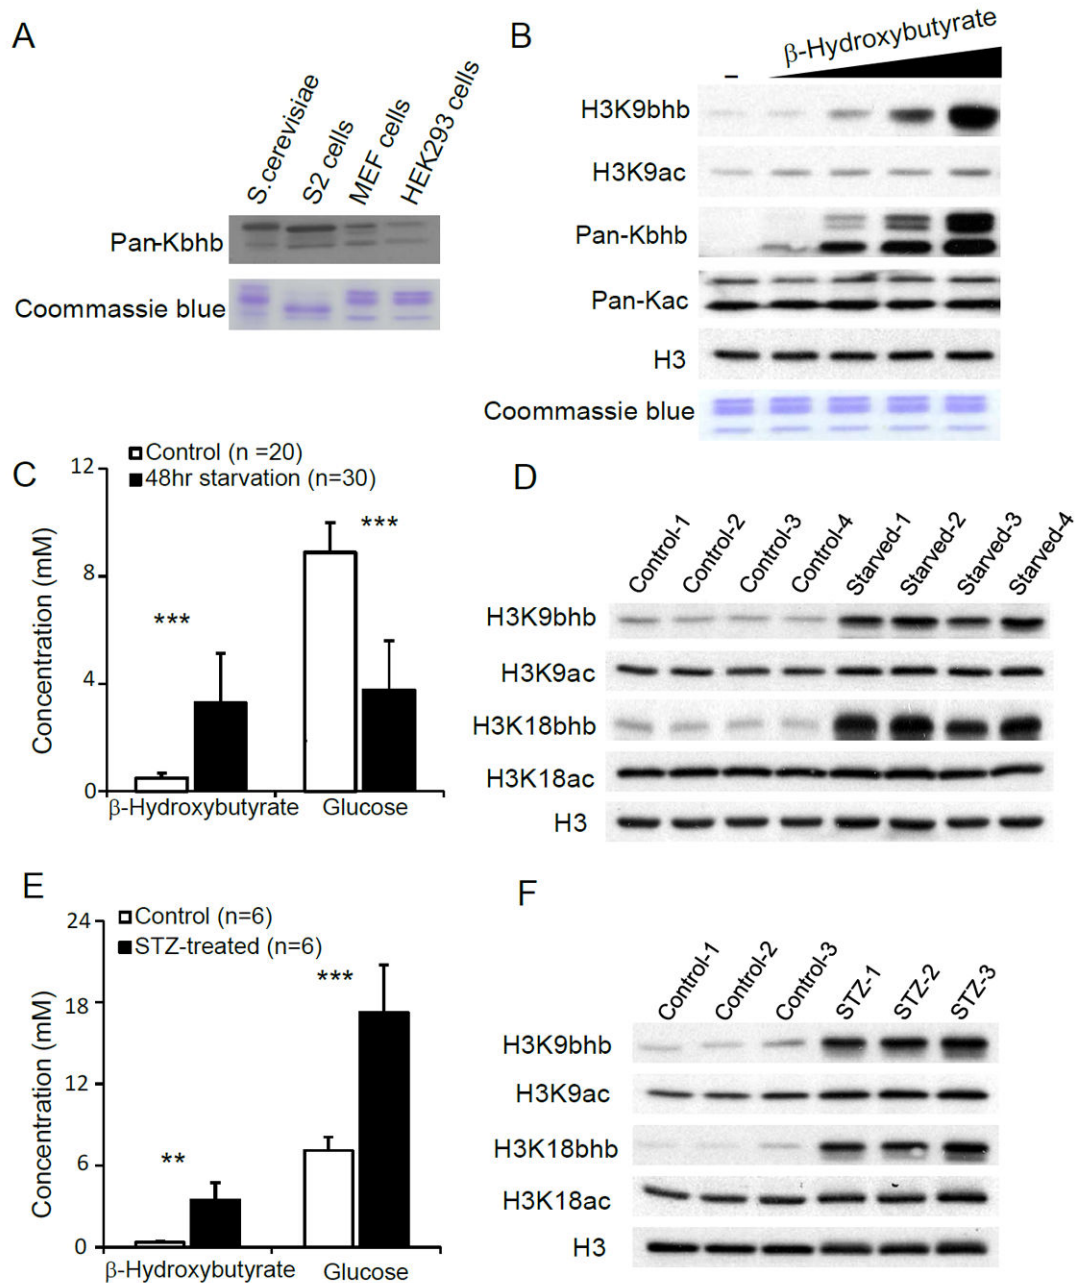 A
S.cerevisiae
S2 cells
MEF cells
HEK293 cells
Pan-Kbhb
Coommassie blue
B
β-Hydroxybutyrate
–
H3K9bhb
H3K9ac
Pan-Kbhb
Pan-Kac
H3
Coommassie blue
C
Control (n =20)
48hr starvation (n=30)
Concentration (mM)
12
8
4
0
***
***
β-Hydroxybutyrate
Glucose
D
Control-1
Control-2
Control-3
Control-4
Starved-1
Starved-2
Starved-3
Starved-4
H3K9bhb
H3K9ac
H3K18bhb
H3K18ac
H3
E
Control (n=6)
STZ-treated (n=6)
Concentration (mM)
24
18
12
6
0
**
***
β-Hydroxybutyrate
Glucose
F
Control-1
Control-2
Control-3
STZ-1
STZ-2
STZ-3
H3K9bhb
H3K9ac
H3K18bhb
H3K18ac
H3